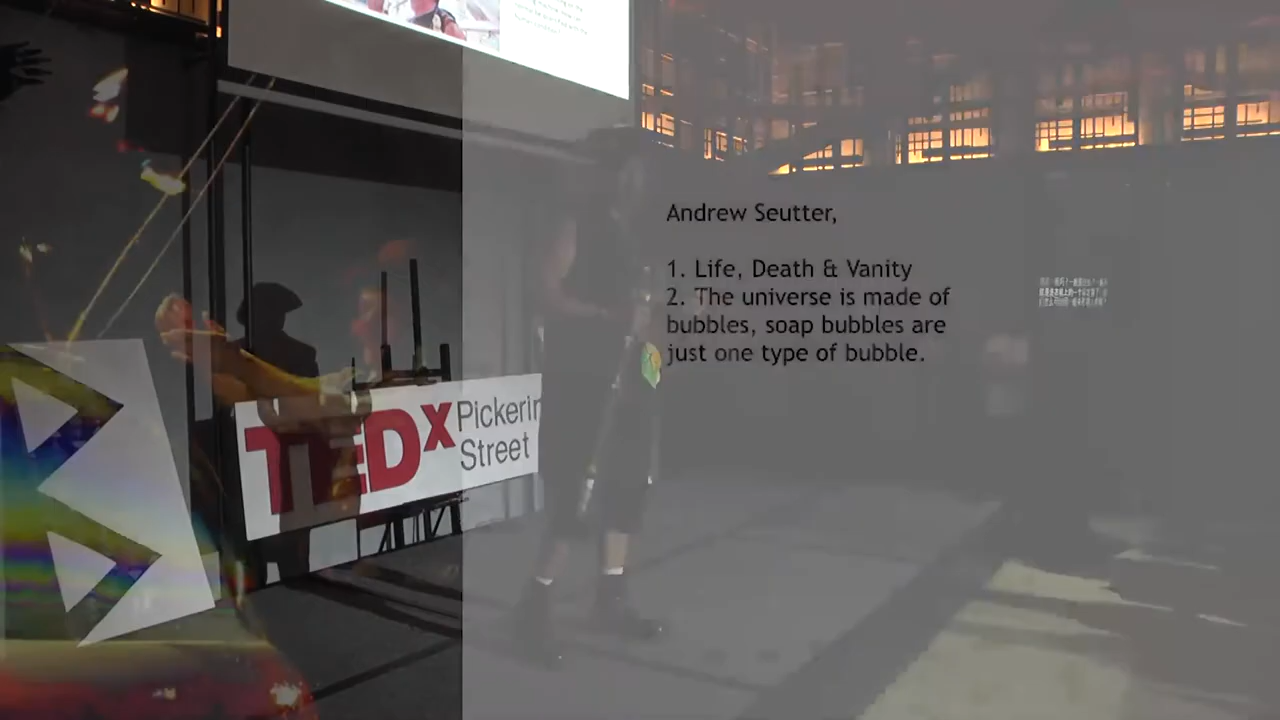 Andrew Seutter,
1. Life, Death & Vanity
2. The universe is made of
bubbles, soap bubbles are
just one type of bubble.
TEDx Pickerin
Street